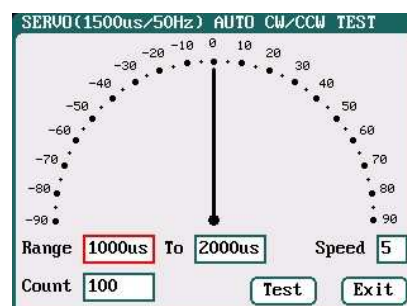 SERVO(1500us/50Hz) AUTO CW/CCW TEST
-10 0 10
-20 20
-30 30
-40 40
-50 50
-60 60
-70 70
-80 80
-90 90
Range 1000us To 2000us Speed 5
Count 100 Test Exit